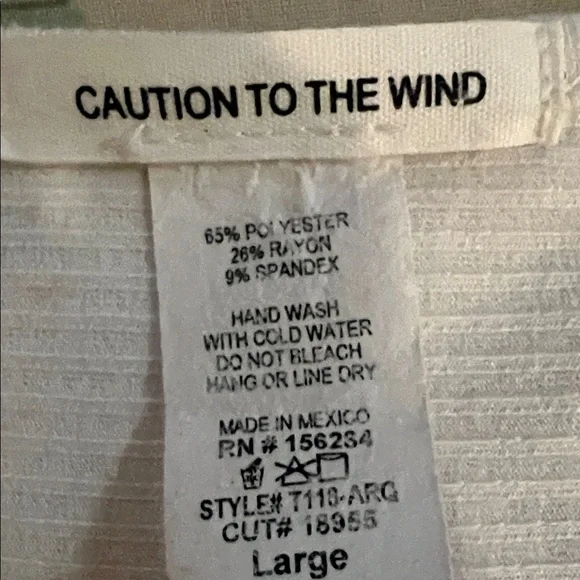 CAUTION TO THE WIND
65% POLYESTER
26% RAYON
9% SPANDEX
HAND WASH
WITH COLD WATER
DO NOT BLEACH
HANG OR LINE DRY
MADE IN MEXICO
RN # 156284
STYLE# T118-ARG
CUT# 18955
Large